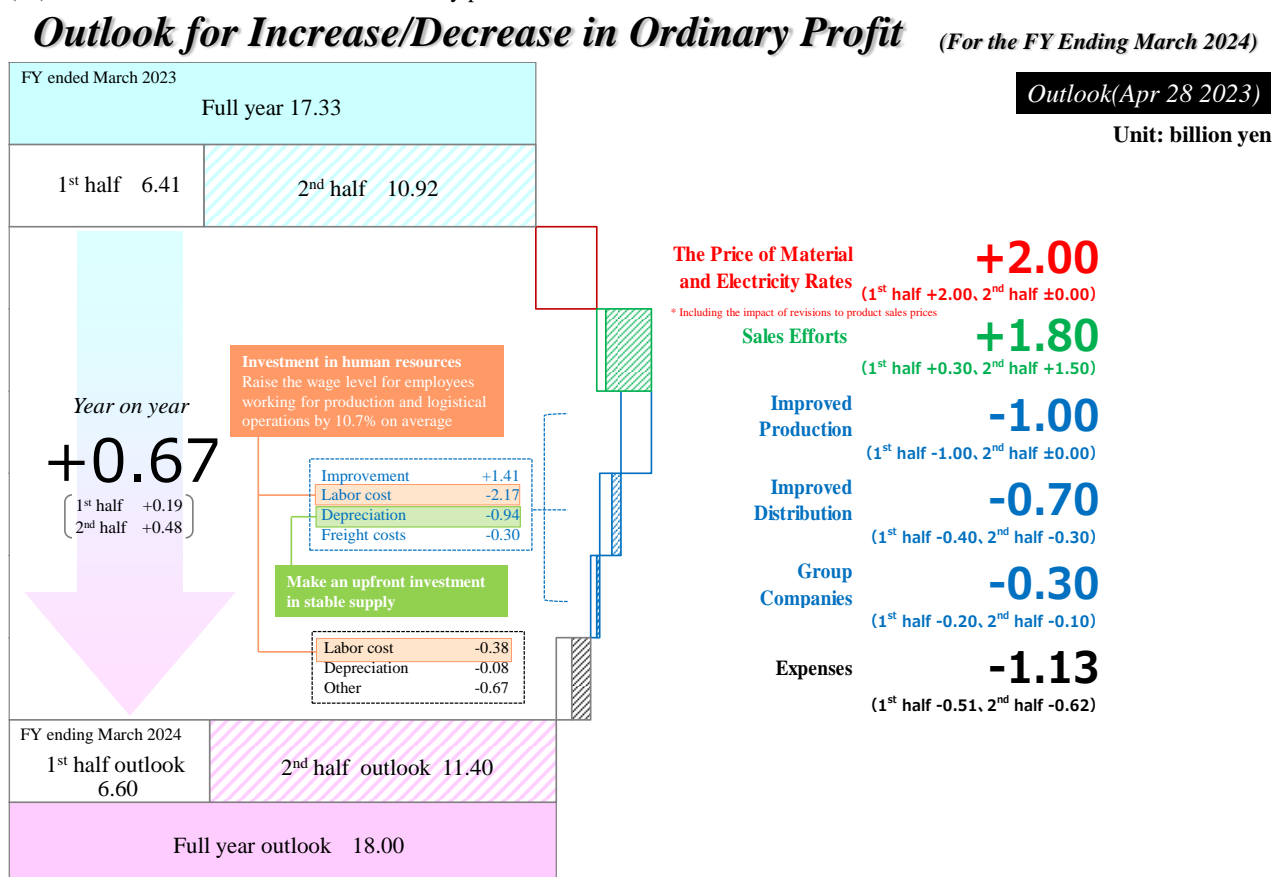 Outlook for Increase/Decrease in Ordinary Profit (For the FY Ending March 2024)
Outlook(Apr 28 2023)
Unit: billion yen
FY ended March 2023
Full year 17.33
1st half 6.41
2nd half 10.92
The Price of Material
and Electricity Rates
+2.00
(1st half +2.00、2nd half ±0.00)
* Including the impact of revisions to product sales prices
Sales Efforts
+1.80
(1st half +0.30、2nd half +1.50)
Improved
Production
-1.00
(1st half -1.00、2nd half ±0.00)
Improved
Distribution
-0.70
(1st half -0.40、2nd half -0.30)
Group
Companies
-0.30
(1st half -0.20、2nd half -0.10)
Expenses
-1.13
(1st half -0.51、2nd half -0.62)
Year on year
+0.67
1st half +0.19
2nd half +0.48
Investment in human resources
Raise the wage level for employees
working for production and logistical
operations by 10.7% on average
Improvement +1.41
Labor cost -2.17
Depreciation -0.94
Freight costs -0.30
Make an upfront investment
in stable supply
Labor cost -0.38
Depreciation -0.08
Other -0.67
FY ending March 2024
1st half outlook
6.60
2nd half outlook 11.40
Full year outlook 18.00